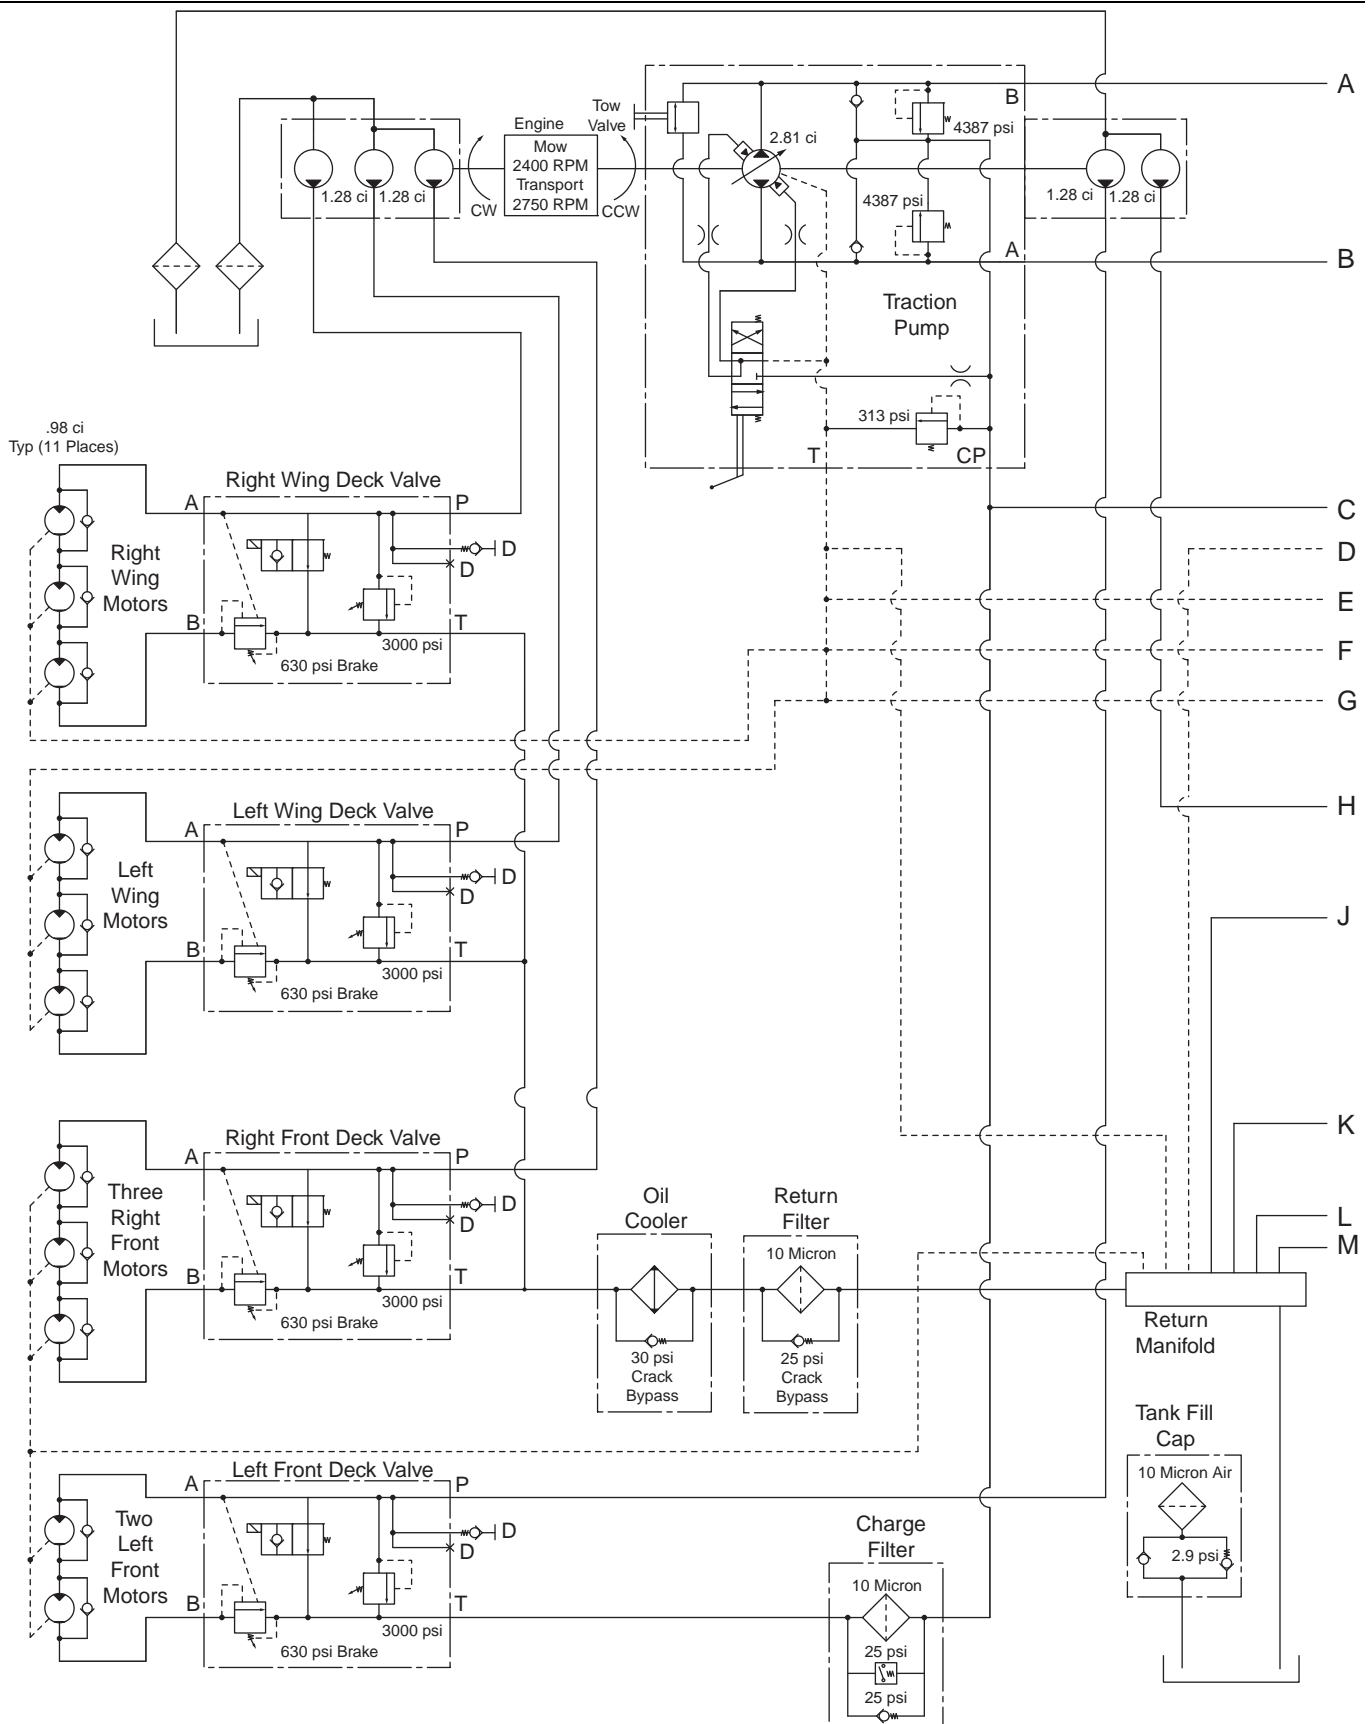 A
Tow
Valve
Engine
Mow
2400 RPM
Transport
2750 RPM
CW
CCW
2.81 ci
B
4387 psi
4387 psi
A
B
1.28 ci
1.28 ci
1.28 ci
1.28 ci
Traction
Pump
313 psi
T
CP
.98 ci
Typ (11 Places)
Right Wing Deck Valve
A
P
D
D
B
T
3000 psi
630 psi Brake
Right
Wing
Motors
C
D
E
F
G
H
J
K
L
M
Left Wing Deck Valve
A
P
D
D
B
T
3000 psi
630 psi Brake
Left
Wing
Motors
Right Front Deck Valve
A
P
D
D
B
T
3000 psi
630 psi Brake
Three
Right
Front
Motors
Oil
Cooler
30 psi
Crack
Bypass
Return
Filter
10 Micron
25 psi
Crack
Bypass
Return
Manifold
Tank Fill
Cap
10 Micron Air
2.9 psi
Left Front Deck Valve
A
P
D
D
B
T
3000 psi
630 psi Brake
Two
Left
Front
Motors
Charge
Filter
10 Micron
25 psi
25 psi